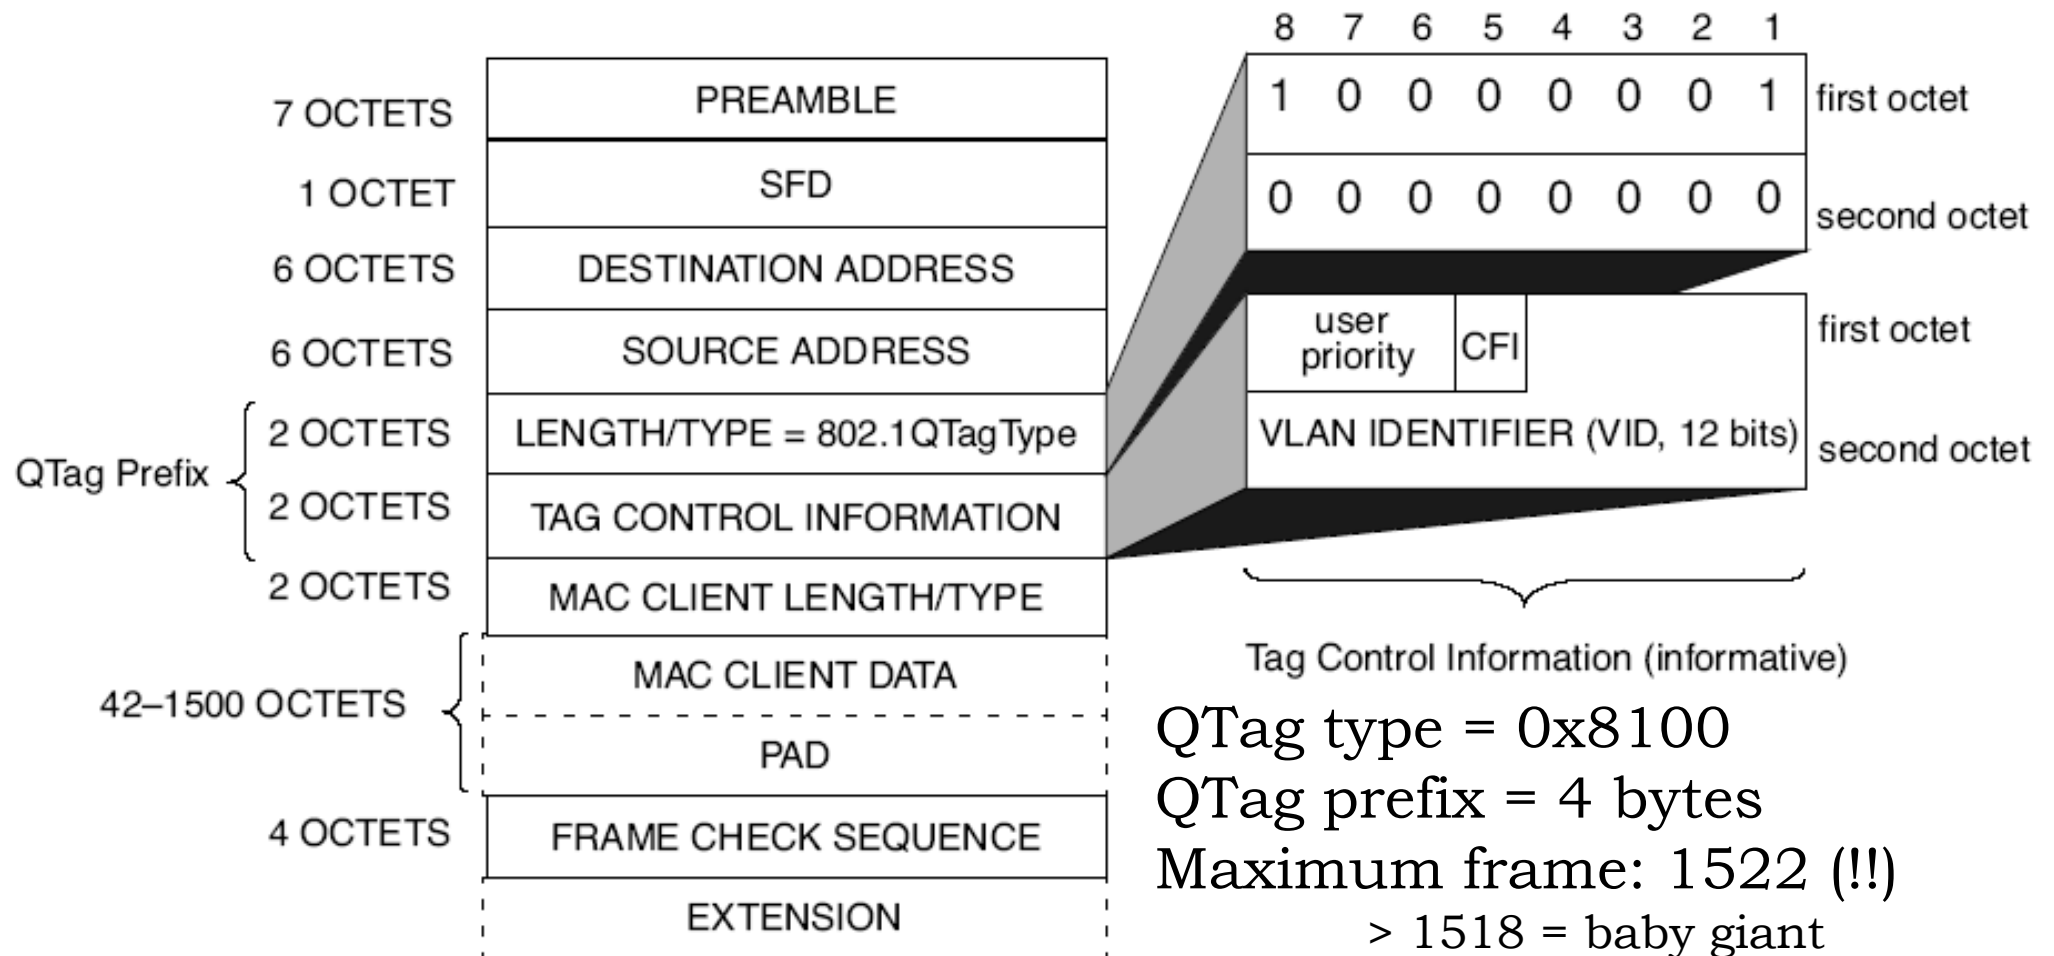 8 7 6 5 4 3 2 1
7 OCTETS PREAMBLE
1 0 0 0 0 0 0 1 first octet
1 OCTET SFD
0 0 0 0 0 0 0 0 second octet
6 OCTETS DESTINATION ADDRESS
6 OCTETS SOURCE ADDRESS
user
priority
CFI
first octet
QTag Prefix
2 OCTETS LENGTH/TYPE = 802.1QTagType
VLAN IDENTIFIER (VID, 12 bits)
second octet
2 OCTETS TAG CONTROL INFORMATION
2 OCTETS MAC CLIENT LENGTH/TYPE
Tag Control Information (informative)
42–1500 OCTETS
MAC CLIENT DATA
PAD
4 OCTETS FRAME CHECK SEQUENCE
EXTENSION
QTag type = 0x8100
QTag prefix = 4 bytes
Maximum frame: 1522 (!!)
> 1518 = baby giant